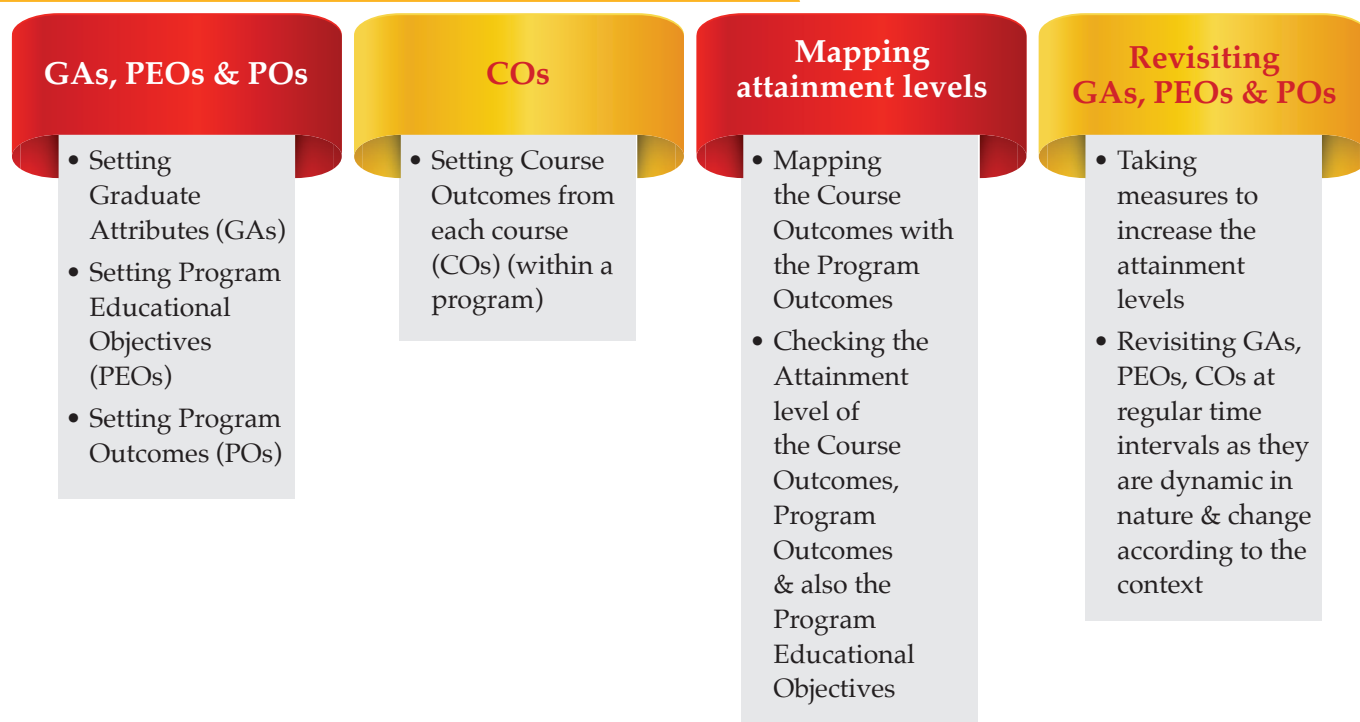 GAs, PEOs & POs
• Setting
Graduate
Attributes (GAs)
• Setting Program
Educational
Objectives
(PEOs)
• Setting Program
Outcomes (POs)
COs
• Setting Course
Outcomes from
each course
(COs) (within a
program)
Mapping
attainment levels
• Mapping
the Course
Outcomes with
the Program
Outcomes
• Checking the
Attainment
level of
the Course
Outcomes,
Program
Outcomes
& also the
Program
Educational
Objectives
Revisiting
GAs, PEOs & POs
• Taking
measures to
increase the
attainment
levels
• Revisiting GAs,
PEOs, COs at
regular time
intervals as they
are dynamic in
nature & change
according to the
context